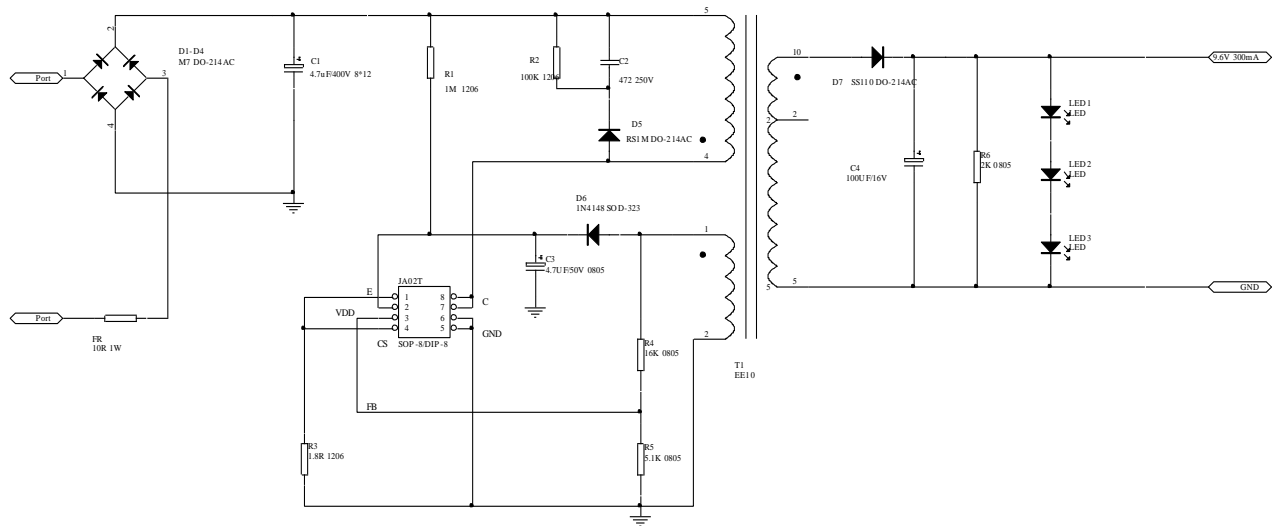 5
2
D1-D4
M7 DO-214AC
C1
4.7uF/400V 8*12
R1
1M 1206
R2
100K 1206
C2
472 250V
10
D7 SS110 DO-214AC
9.6V 300mA
Port
1
3
4
D5
RS1M DO-214AC
4
2
2
LED1
LED
C4
100UF/16V
R6
2K 0805
LED2
LED
D6
1N4148 SOD-323
1
LED3
LED
C3
4.7UF/50V 0805
JA02T
E
1
8
C
2
7
VDD
3
6
4
5
GND
CS
SOP-8/DIP-8
5
5
GND
Port
FR
10R 1W
2
R4
16K 0805
T1
EE10
FB
R3
1.8R 1206
R5
5.1K 0805